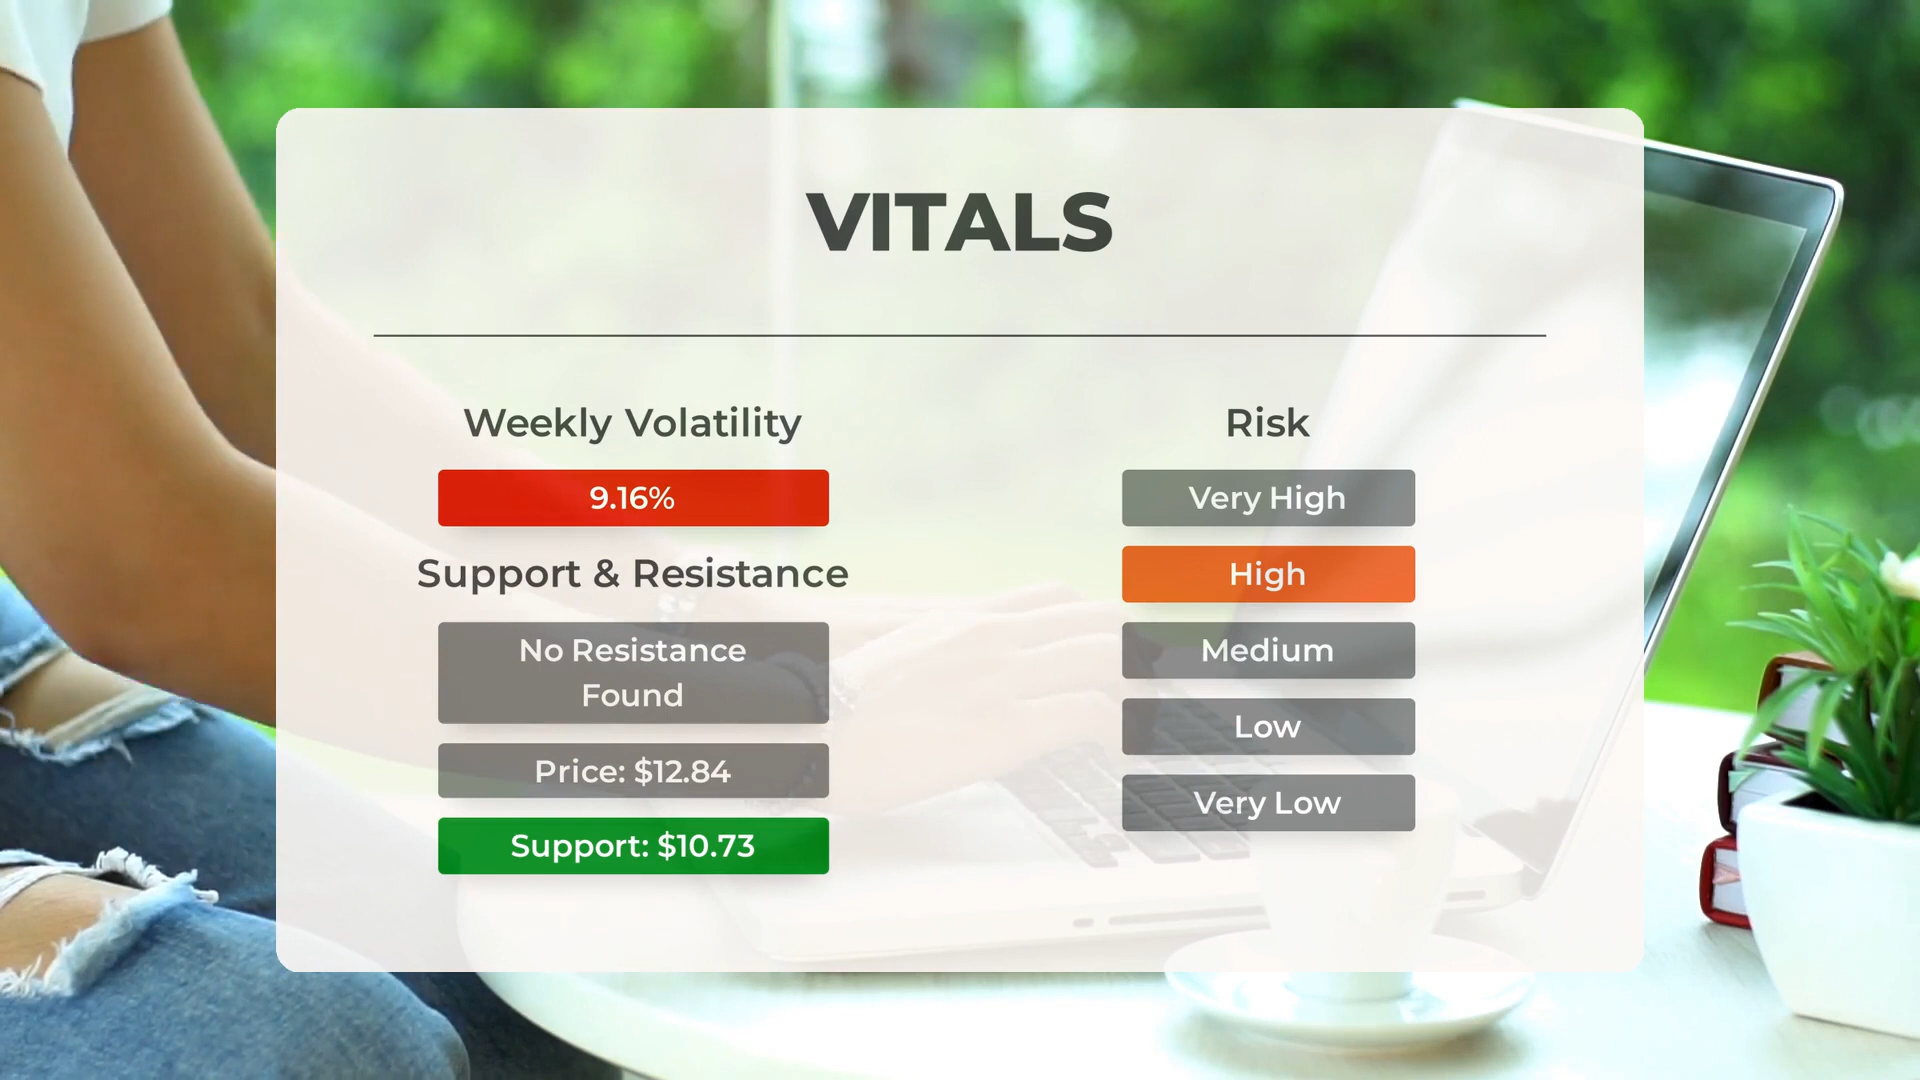 VITALS
Weekly Volatility
9.16%
Support & Resistance
No Resistance
Found
Price: $12.84
Support: $10.73
Risk
Very High
High
Medium
Low
Very Low